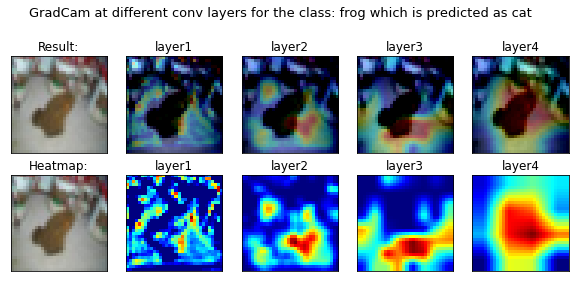 GradCam at different conv layers for the class: frog which is predicted as cat
Result: layer1 layer2 layer3 layer4
Heatmap: layer1 layer2 layer3 layer4